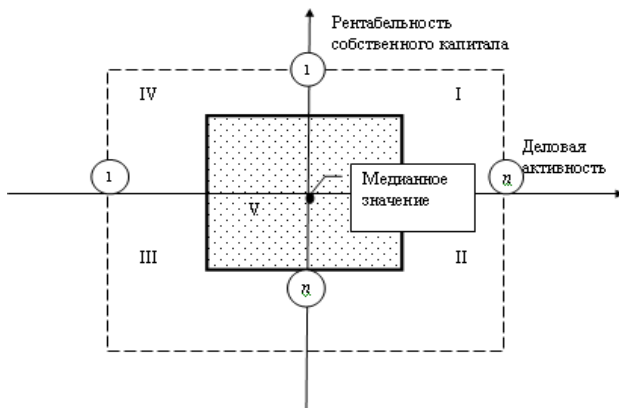 Рентабельность
собственного капитала
1
IV
I
Деловая
активность
1
n
Медианное
значение
V
III
II
n